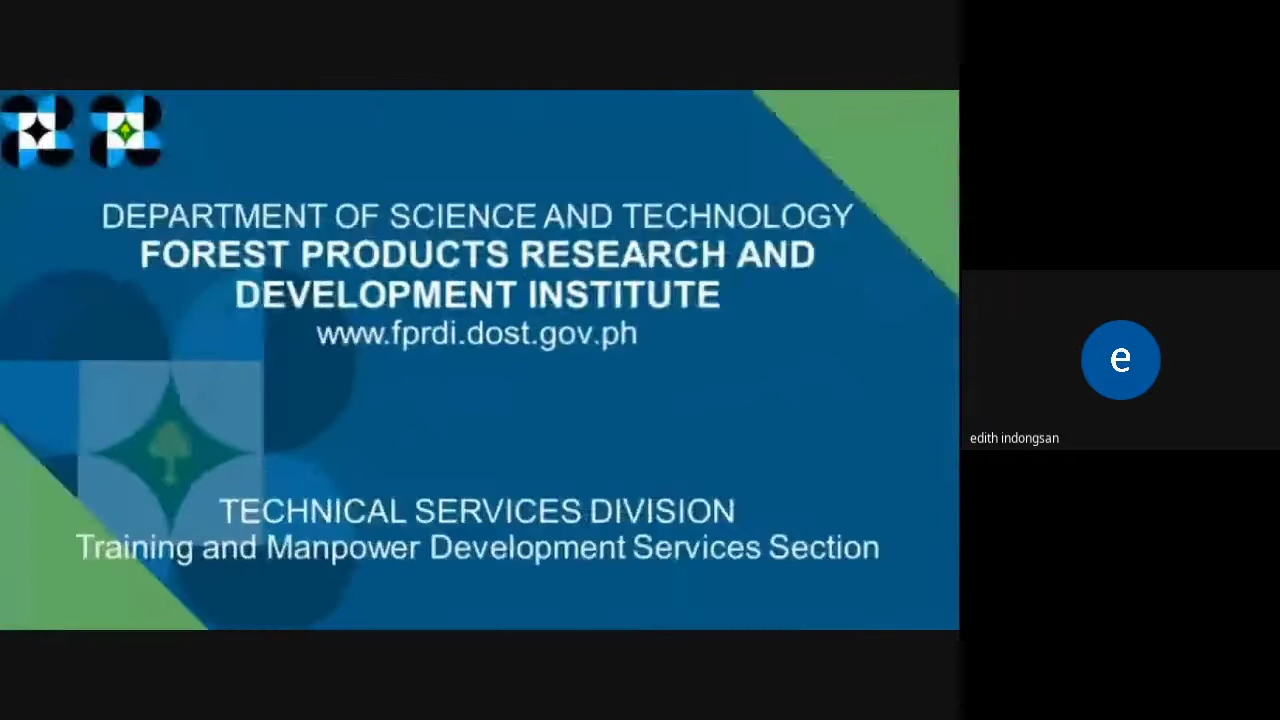 DEPARTMENT OF SCIENCE AND TECHNOLOGY
FOREST PRODUCTS RESEARCH AND
DEVELOPMENT INSTITUTE
www.fprdi.dost.gov.ph
TECHNICAL SERVICES DIVISION
Training and Manpower Development Services Section
e
edith indongsan